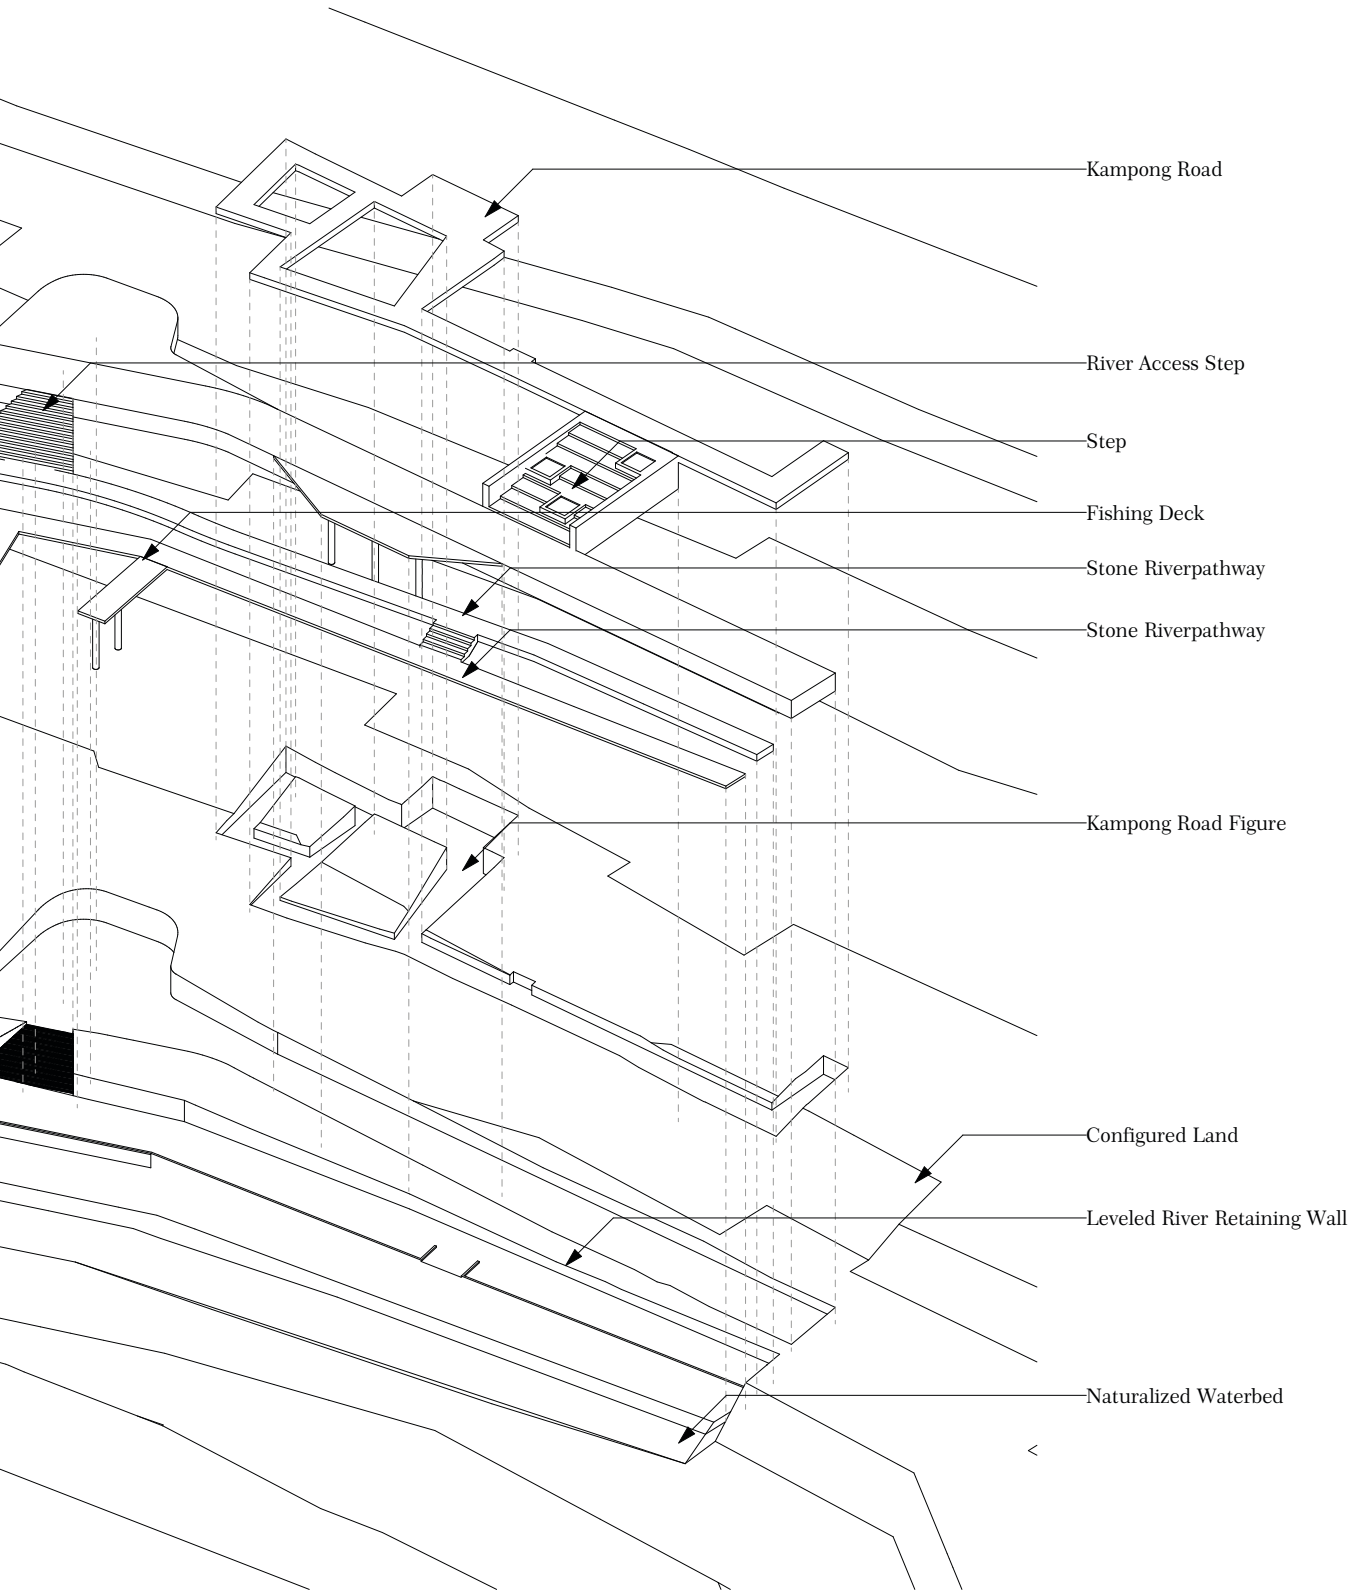 Kampong Road
River Access Step
Step
Fishing Deck
Stone Riverpathway
Stone Riverpathway
Kampong Road Figure
Configured Land
Leveled River Retaining Wall
Naturalized Waterbed